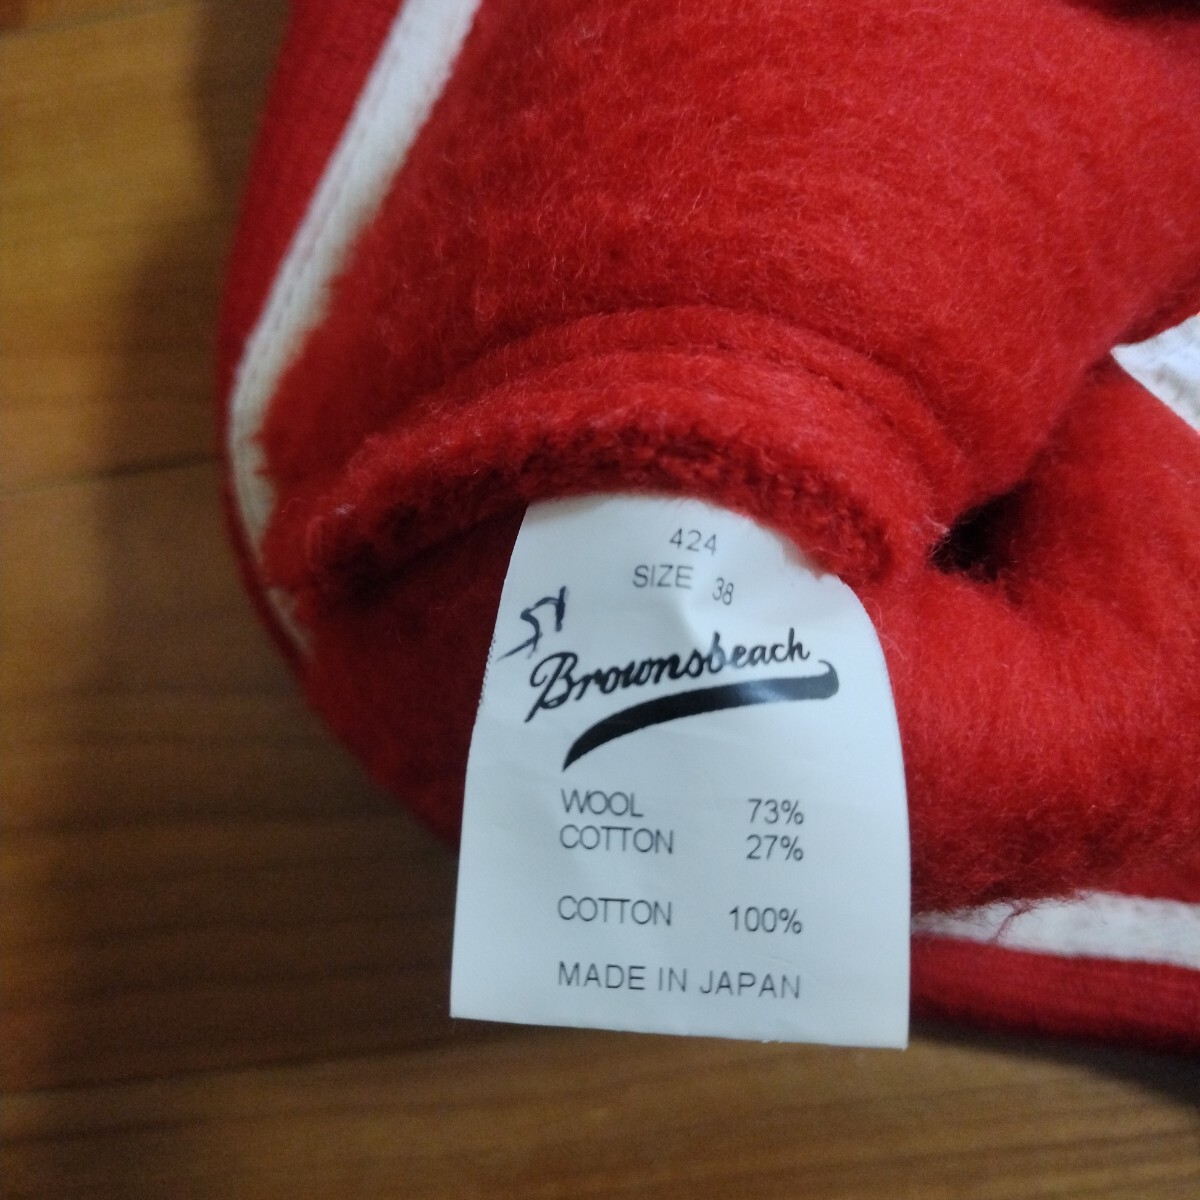 424
SIZE 38
Brownsbeach
WOOL 73%
COTTON 27%
COTTON 100%
MADE IN JAPAN